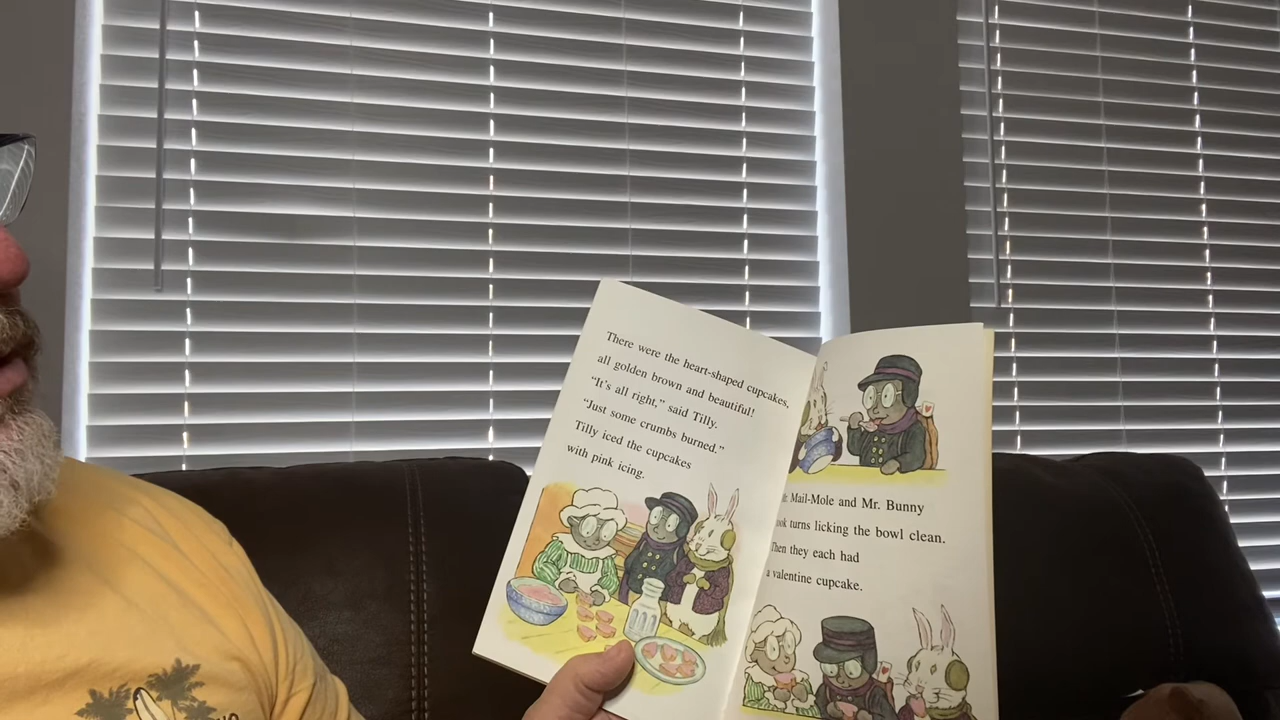 There were the heart-shaped cupcakes,
all golden brown and beautiful!
“It's all right,” said Tilly.
“Just some crumbs burned.”
Tilly iced the cupcakes
with pink icing.
Mail-Mole and Mr. Bunny
turns licking the bowl clean.
Then they each had
a valentine cupcake.